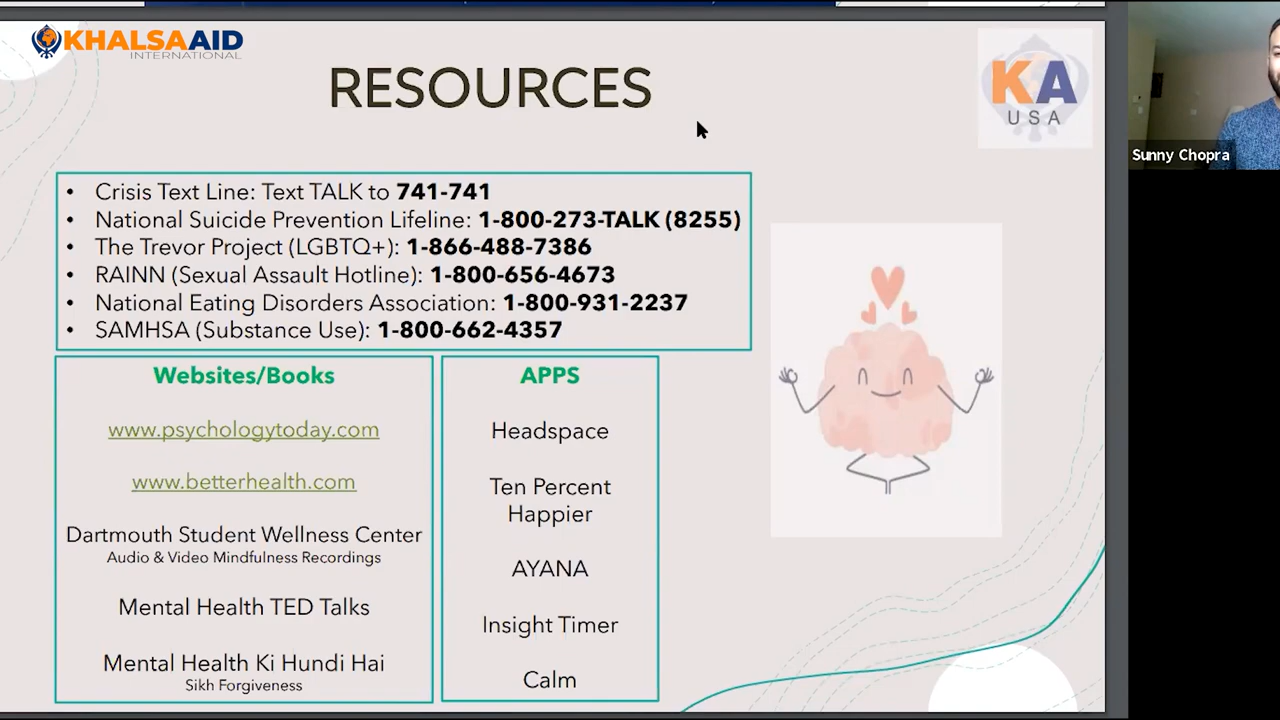 KHALSAAID
INTERNATIONAL
RESOURCES
KA
USA
Sunny Chopra
• Crisis Text Line: Text TALK to 741-741
• National Suicide Prevention Lifeline: 1-800-273-TALK (8255)
• The Trevor Project (LGBTQ+): 1-866-488-7386
• RAINN (Sexual Assault Hotline): 1-800-656-4673
• National Eating Disorders Association: 1-800-931-2237
• SAMHSA (Substance Use): 1-800-662-4357
Websites/Books
www.psychologytoday.com
www.betterhealth.com
Dartmouth Student Wellness Center
Audio & Video Mindfulness Recordings
Mental Health TED Talks
Mental Health Ki Hundi Hai
Sikh Forgiveness
APPS
Headspace
Ten Percent
Happier
AYANA
Insight Timer
Calm